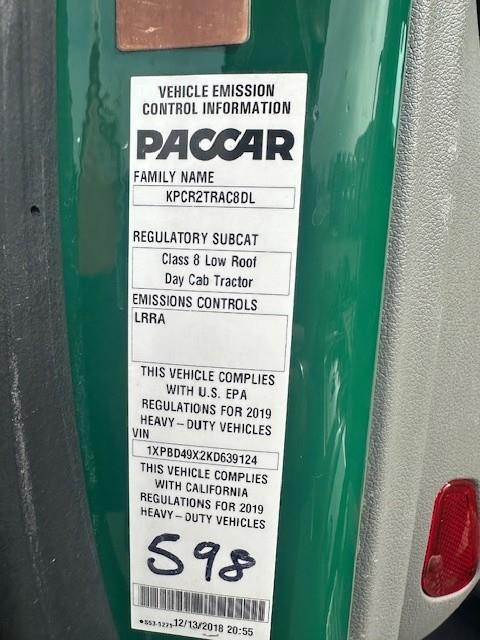 VEHICLE EMISSION
CONTROL INFORMATION
PACCAR
FAMILY NAME
KPCR2TRAC8DL
REGULATORY SUBCAT
Class 8 Low Roof
Day Cab Tractor
EMISSIONS CONTROLS
LRRA
THIS VEHICLE COMPLIES
WITH U.S. EPA
REGULATIONS FOR 2019
HEAVY-DUTY VEHICLES
VIN
1XPBD49X2KD639124
THIS VEHICLE COMPLIES
WITH CALIFORNIA
REGULATIONS FOR 2019
HEAVY-DUTY VEHICLES
598
12/13/2018 20:55